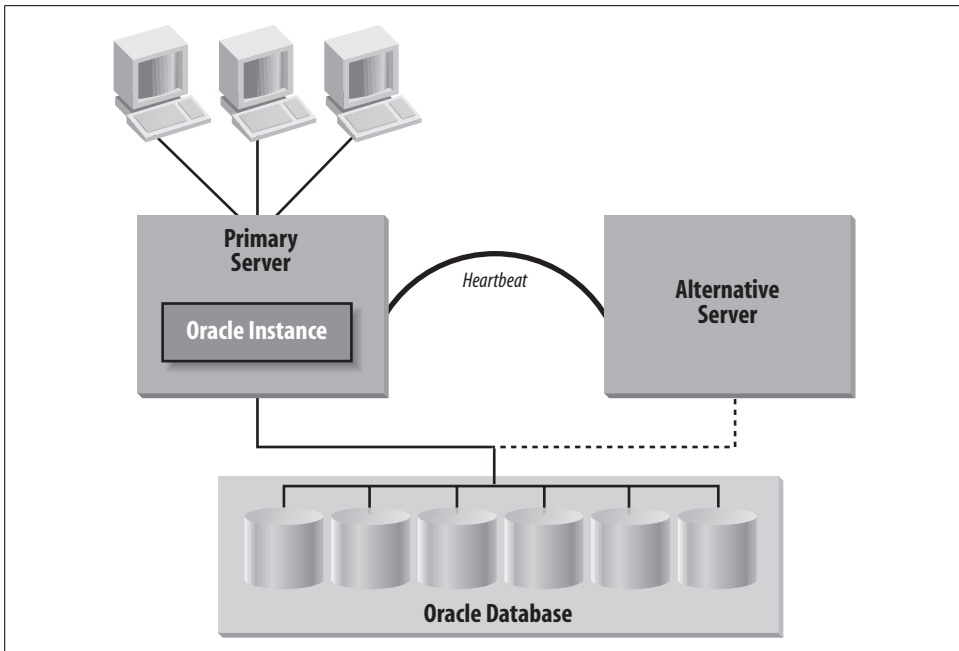 Primary
Server
Oracle Instance
Heartbeat
Alternative
Server
Oracle Database